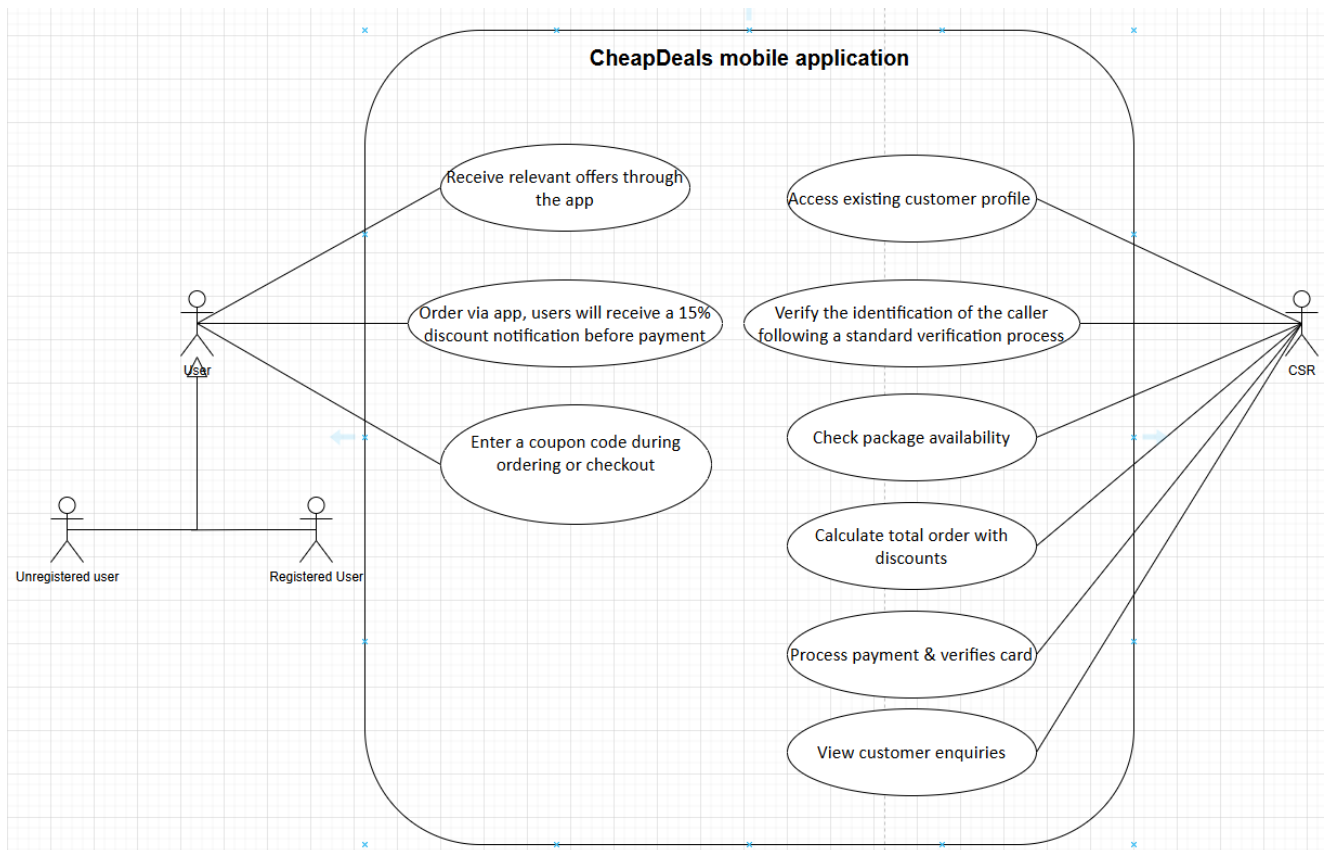 CheapDeals mobile application
Receive relevant offers through
the app
Access existing customer profile
Order via app, users will receive a 15%
discount notification before payment
Verify the identification of the caller
following a standard verification process
User
CSR
Enter a coupon code during
ordering or checkout
Check package availability
Unregistered user
Registered User
Calculate total order with
discounts
Process payment & verifies card
View customer enquiries